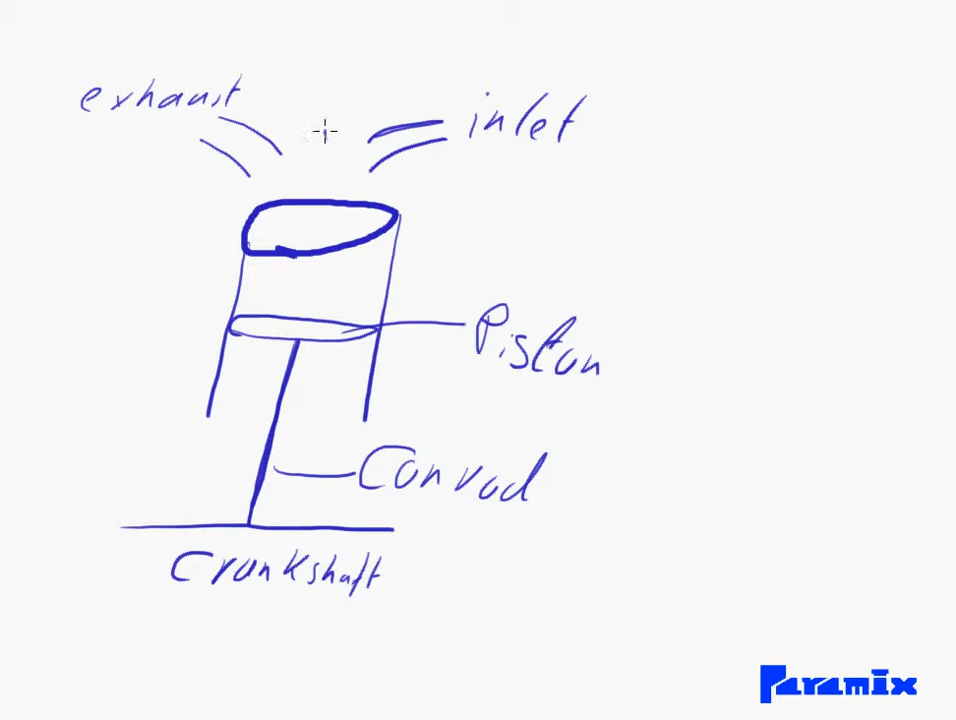 exhaust
inlet
Piston
Conrod
Crankshaft
Paramix